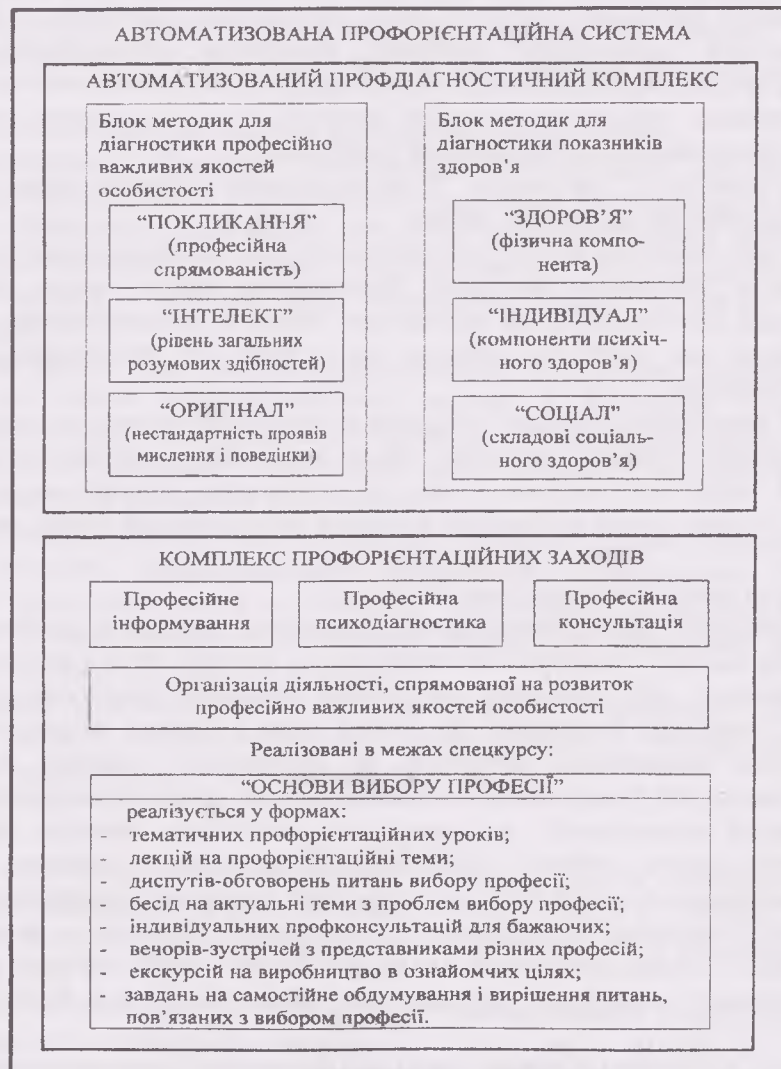 АВТОМАТИЗОВАНА ПРОФОРІЄНТАЦІЙНА СИСТЕМА
АВТОМАТИЗОВАНИЙ ПРОФДІАГНОСТИЧНИЙ КОМПЛЕКС
Блок методик для
діагностики професійно
важливих якостей
особистості
“ПОКЛИКАННЯ”
(професійна
спрямованість)
“ІНТЕЛЕКТ”
(рівень загальних
розумових здібностей)
“ОРИГІНАЛ”
(нестандартність проявів
мислення і поведінки)
Блок методик для
діагностики показників
здоров’я
“ЗДОРОВ’Я”
(фізична компо-
нента)
“ІНДИВІДУАЛ”
(компоненти психіч-
ного здоров’я)
“СОЦІАЛ”
(складові соціаль-
ного здоров’я)
КОМПЛЕКС ПРОФОРІЄНТАЦІЙНИХ ЗАХОДІВ
Професійне
інформування
Професійна
психодіагностика
Професійна
консультація
Організація діяльності, спрямованої на розвиток
професійно важливих якостей особистості
Реалізовані в межах спецкурсу:
“ОСНОВИ ВИБОРУ ПРОФЕСІЇ”
реалізується у формах:
- тематичних профорієнтаційних уроків;
- лекцій на профорієнтаційні теми;
- диспутів-обговорень питань вибору професії;
- бесід на актуальні теми з проблем вибору професії;
- індивідуальних профконсультацій для бажаючих;
- вечорів-зустрічей з представниками різних професій;
- екскурсій на виробництво в ознайомчих цілях;
- завдань на самостійне обдумування і вирішення питань,
пов’язаних з вибором професії.